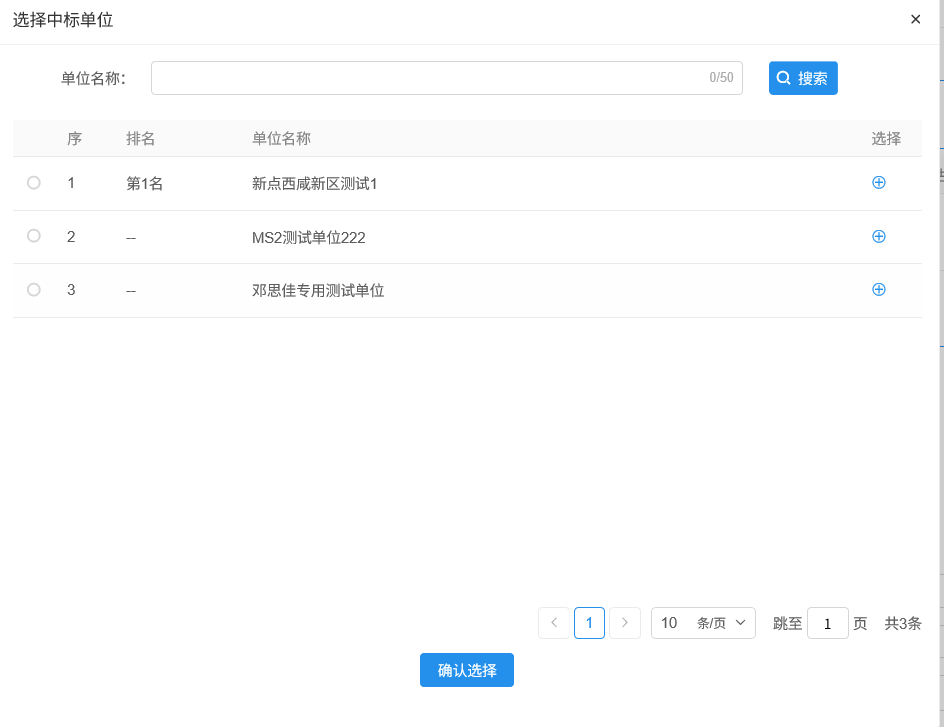 选择中标单位
单位名称： 0/50 搜索
序 排名 单位名称 选择
1 第1名 新点西咸新区测试1
2 -- MS2测试单位222
3 -- 邓思佳专用测试单位
1 10 条/页 跳至 1 页 共3条
确认选择